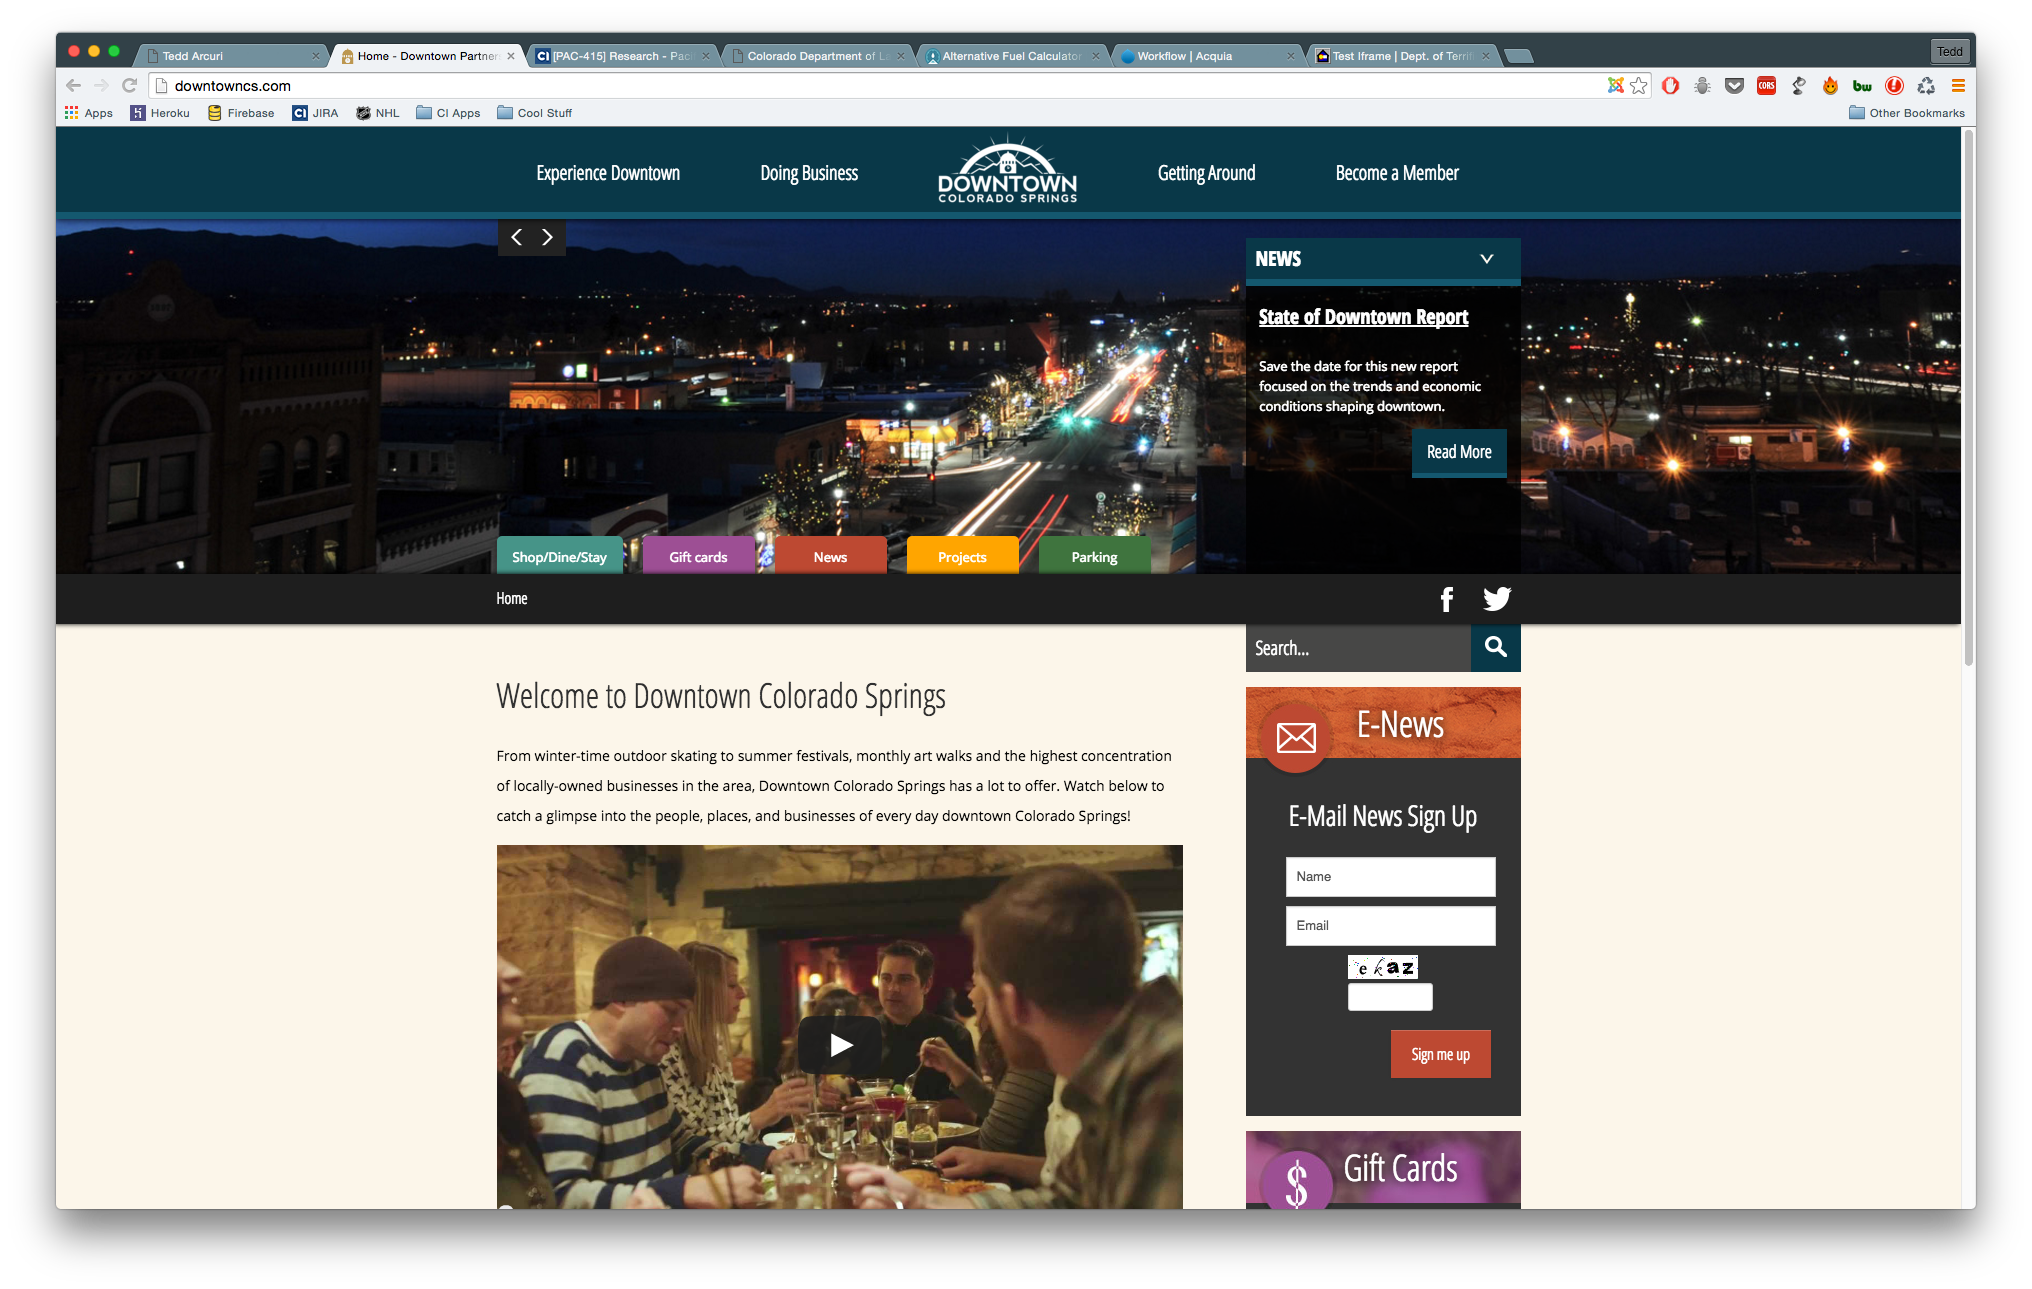 Tedd Arcuri
Home - Downtown Partner
[PAC-415] Research - Pac
Colorado Department of La
Alternative Fuel Calculator
Workflow | Acquia
Test Iframe | Dept. of Terrif
Tedd
downtowncs.com
CORS
bw
Apps
Heroku
Firebase
CI JIRA
NHL
CI Apps
Cool Stuff
Other Bookmarks
Experience Downtown
Doing Business
DOWNTOWN
COLORADO SPRINGS
Getting Around
Become a Member
NEWS
State of Downtown Report
Save the date for this new report
focused on the trends and economic
conditions shaping downtown.
Read More
Shop/Dine/Stay
Gift cards
News
Projects
Parking
Home
Search...
Welcome to Downtown Colorado Springs
From winter-time outdoor skating to summer festivals, monthly art walks and the highest concentration
of locally-owned businesses in the area, Downtown Colorado Springs has a lot to offer. Watch below to
catch a glimpse into the people, places, and businesses of every day downtown Colorado Springs!
E-News
E-Mail News Sign Up
Name
Email
ekaz
Sign me up
Gift Cards